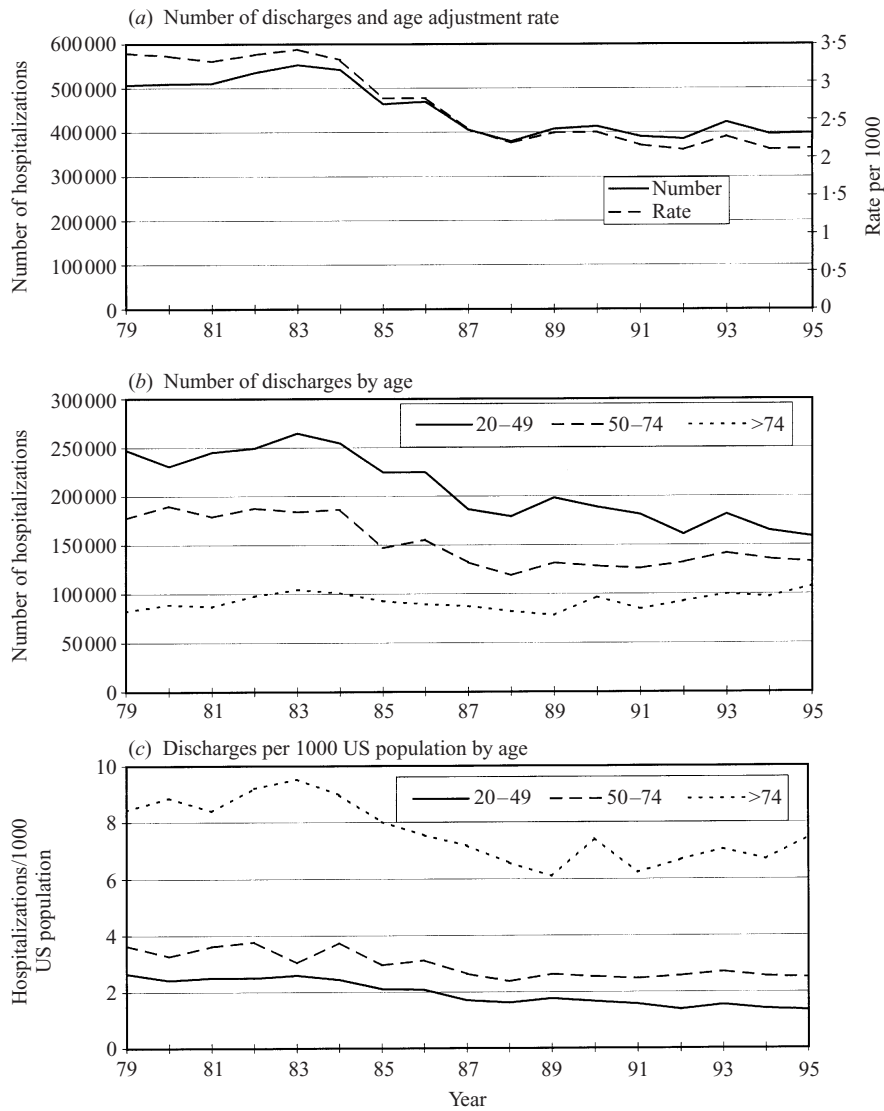 (a) Number of discharges and age adjustment rate
600 000
500 000
400 000
300 000
200 000
100 000
0
Number of hospitalizations
3·5
3
2·5
2
1·5
1
0·5
0
Rate per 1000
Number
Rate
79 81 83 85 87 89 91 93 95
(b) Number of discharges by age
300 000
250 000
200 000
150 000
100 000
50 000
0
Number of hospitalizations
20–49 50–74 >74
79 81 83 85 87 89 91 93 95
(c) Discharges per 1000 US population by age
10
8
6
4
2
0
Hospitalizations/1000
US population
20–49 50–74 >74
79 81 83 85 87 89 91 93 95
Year